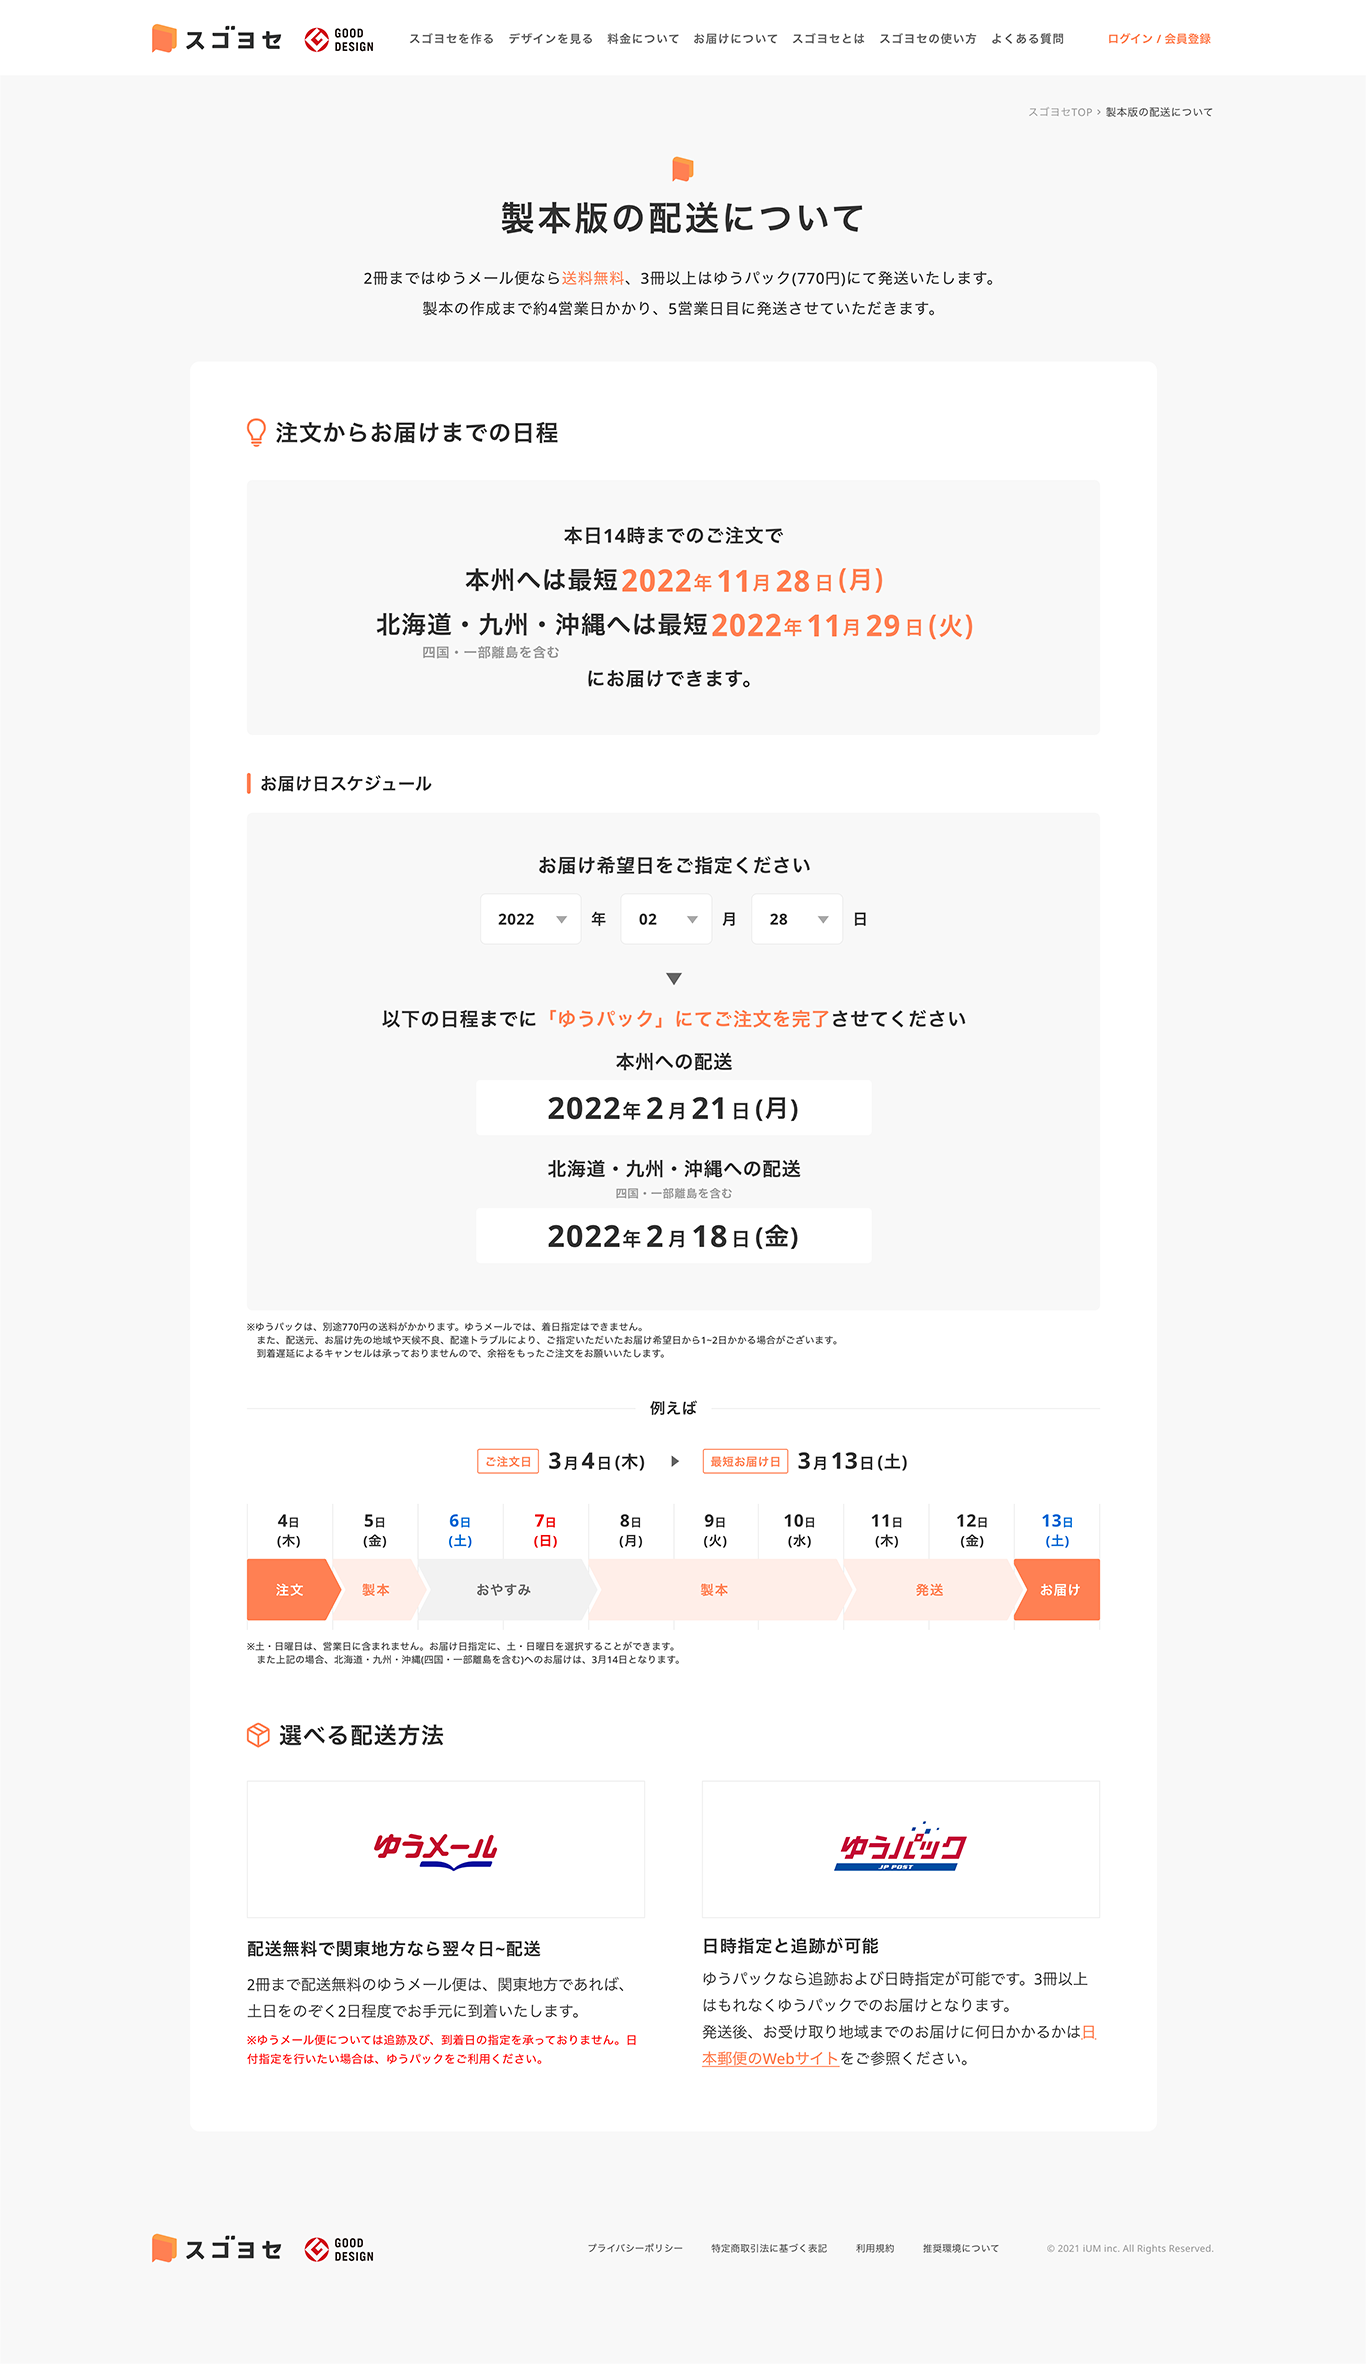 スゴヨセ
GOOD
DESIGN
スゴヨセを作る デザインを見る 料金について お届けについて スゴヨセとは スゴヨセの使い方 よくある質問 ログイン / 会員登録
スゴヨセTOP › 製本版の配送について
製本版の配送について
2冊まではゆうメール便なら送料無料、3冊以上はゆうパック(770円)にて発送いたします。
製本の作成まで約4営業日かかり、5営業日目に発送させていただきます。
注文からお届けまでの日程
本日14時までのご注文で
本州へは最短2022年11月28日(月)
北海道・九州・沖縄へは最短2022年11月29日(火)
四国・一部離島を含む
にお届けできます。
お届け日スケジュール
お届け希望日をご指定ください
2022 年 02 月 28 日
以下の日程までに「ゆうパック」にてご注文を完了させてください
本州への配送
2022年2月21日(月)
北海道・九州・沖縄への配送
四国・一部離島を含む
2022年2月18日(金)
※ゆうパックは、別途770円の送料がかかります。ゆうメールでは、着日指定はできません。
また、配送元、お届け先の地域や天候不良、配達トラブルにより、ご指定いただいたお届け希望日から1~2日かかる場合がございます。
到着遅延によるキャンセルは承っておりませんので、余裕をもったご注文をお願いいたします。
例えば
ご注文日 3月4日(木) ▶ 最短お届け日 3月13日(土)
4日 5日 6日 7日 8日 9日 10日 11日 12日 13日
(木) (金) (土) (日) (月) (火) (水) (木) (金) (土)
注文 製本 おやすみ 製本 発送 お届け
※土・日曜日は、営業日に含まれません。お届け日指定に、土・日曜日を選択することができます。
また上記の場合、北海道・九州・沖縄(四国・一部離島を含む)へのお届けは、3月14日となります。
選べる配送方法
ゆうメール
配送無料で関東地方なら翌々日~配送
2冊まで配送無料のゆうメール便は、関東地方であれば、
土日をのぞく2日程度でお手元に到着いたします。
※ゆうメール便については追跡及び、到着日の指定を承っておりません。日
付指定を行いたい場合は、ゆうパックをご利用ください。
ゆうパック
JP POST
日時指定と追跡が可能
ゆうパックなら追跡および日時指定が可能です。3冊以上
はもれなくゆうパックでのお届けとなります。
発送後、お受け取り地域までのお届けに何日かかるかは日
本郵便のWebサイトをご参照ください。
スゴヨセ
GOOD
DESIGN
プライバシーポリシー 特定商取引法に基づく表記 利用規約 推奨環境について © 2021 iUM inc. All Rights Reserved.